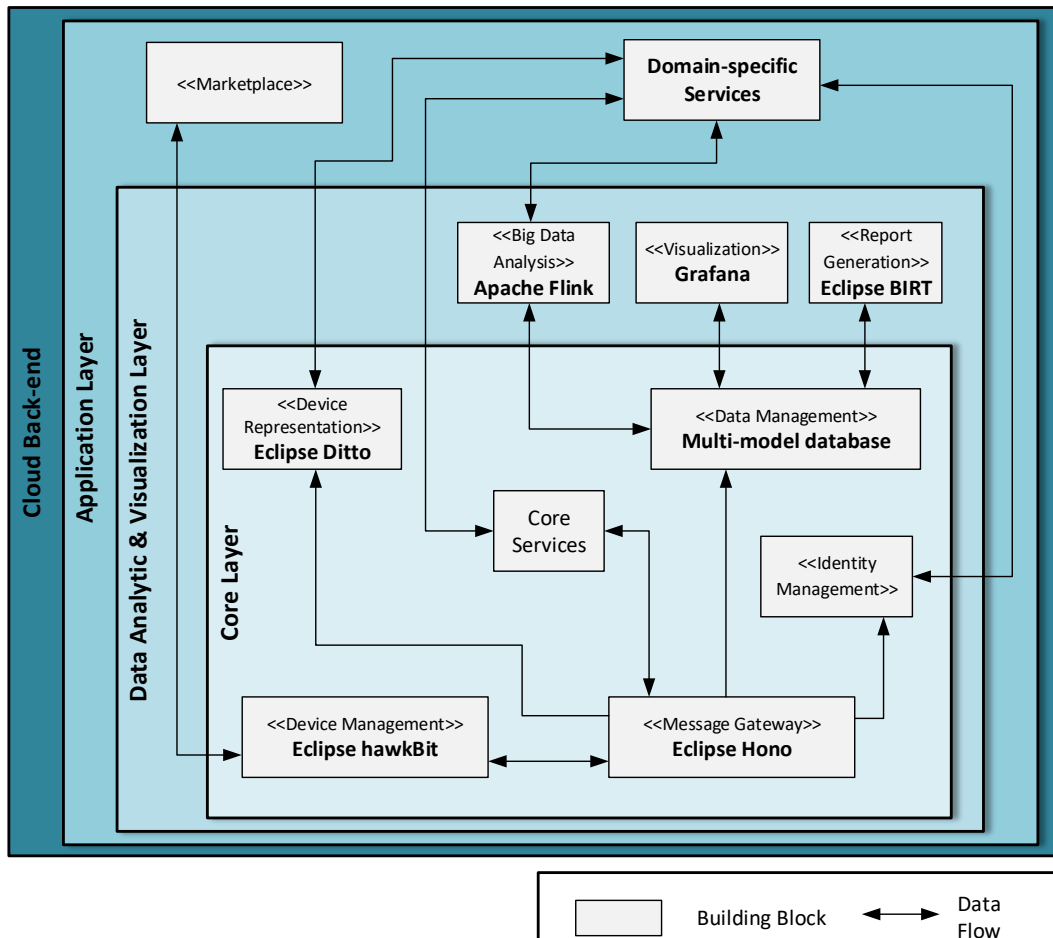 Cloud Back-end
Application Layer
Data Analytic & Visualization Layer
Core Layer
<<Marketplace>>
Domain-specific
Services
<<Big Data
Analysis>>
Apache Flink
<<Visualization>>
Grafana
<<Report
Generation>>
Eclipse BIRT
<<Device
Representation>>
Eclipse Ditto
<<Data Management>>
Multi-model database
Core
Services
<<Identity
Management>>
<<Device Management>>
Eclipse hawkBit
<<Message Gateway>>
Eclipse Hono
Building Block
Data
Flow